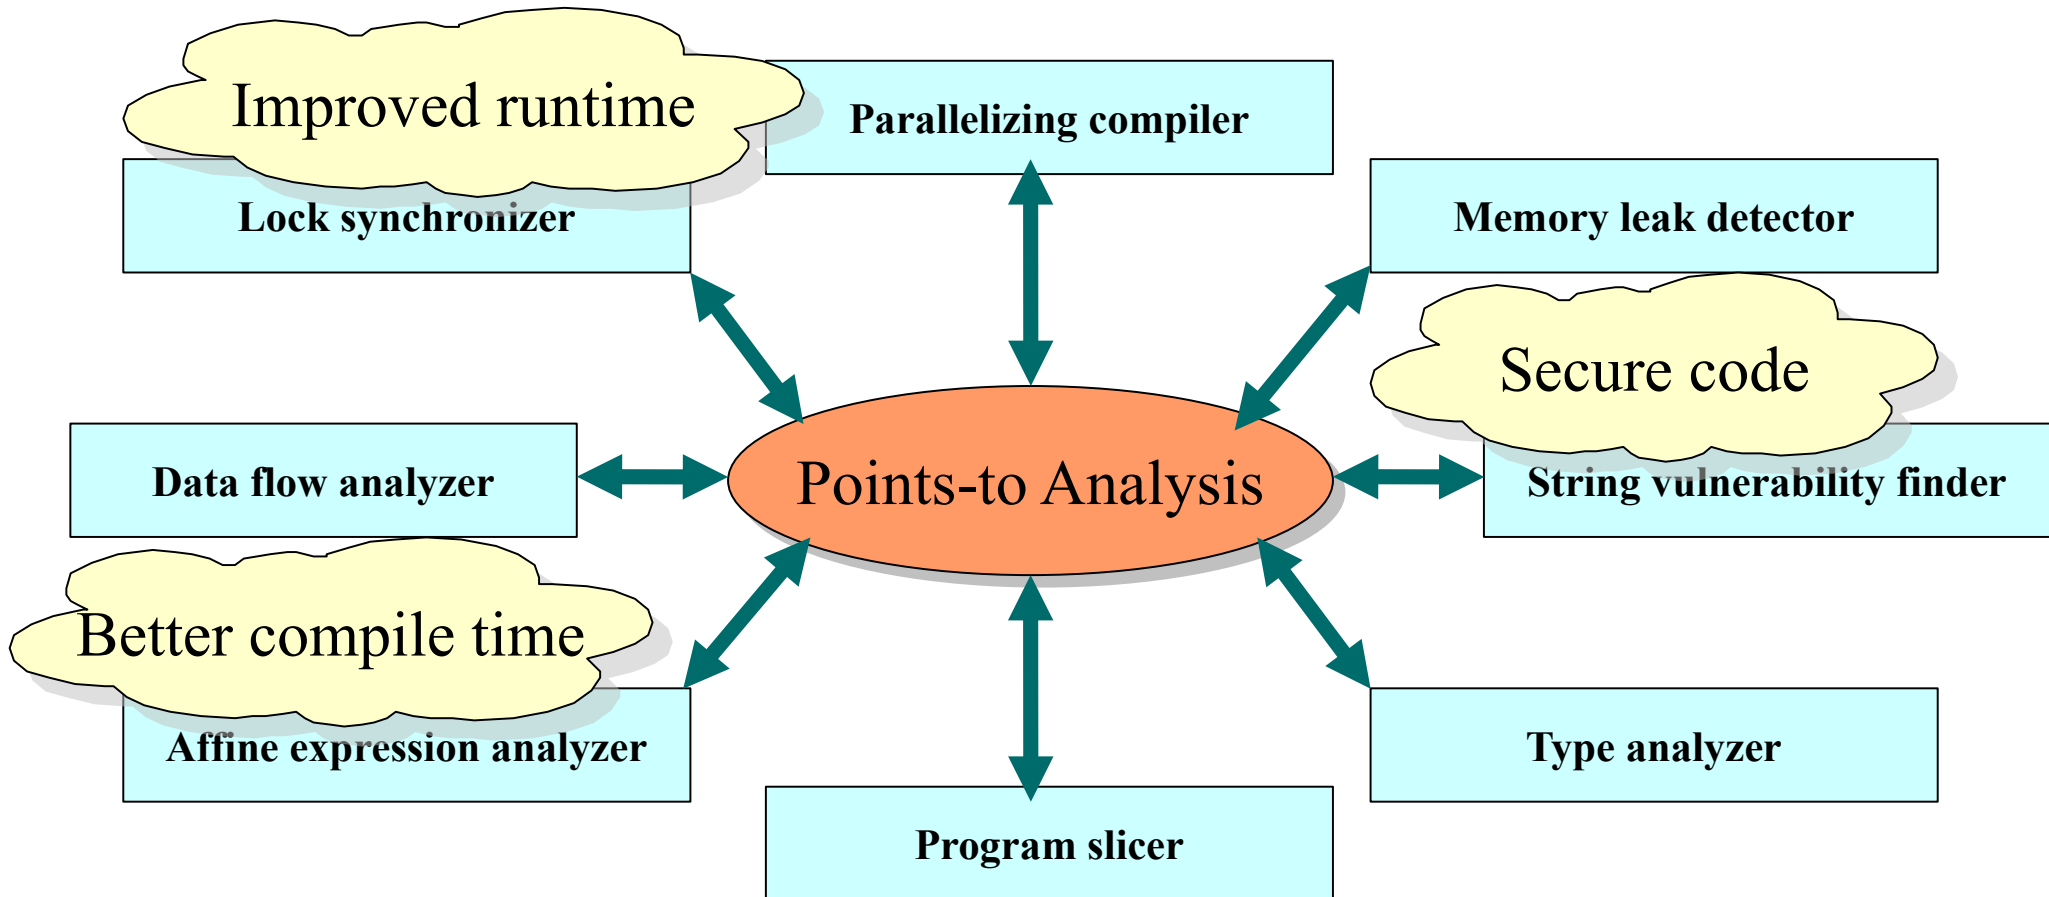 Improved runtime
Parallelizing compiler
Lock synchronizer
Memory leak detector
Secure code
Data flow analyzer
Points-to Analysis
String vulnerability finder
Better compile time
Affine expression analyzer
Type analyzer
Program slicer